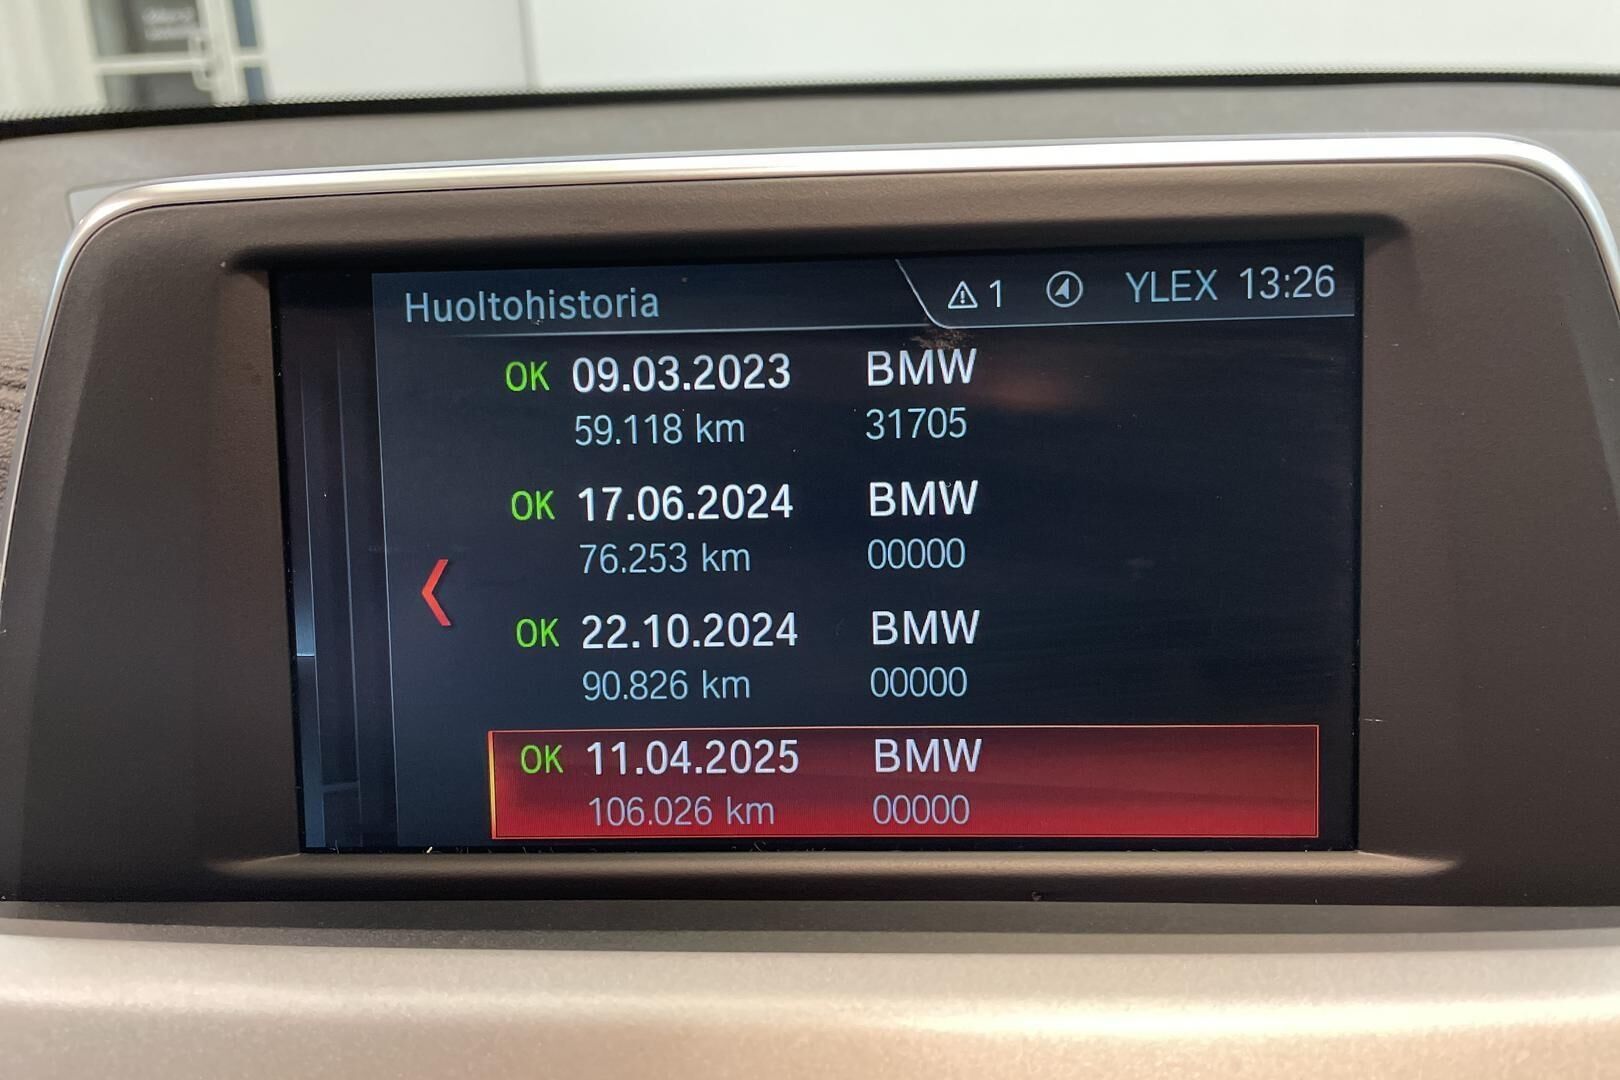 Huoltohistoria 1 YLEX 13:26
OK 09.03.2023 BMW
59.118 km 31705
OK 17.06.2024 BMW
76.253 km 00000
OK 22.10.2024 BMW
90.826 km 00000
OK 11.04.2025 BMW
106.026 km 00000